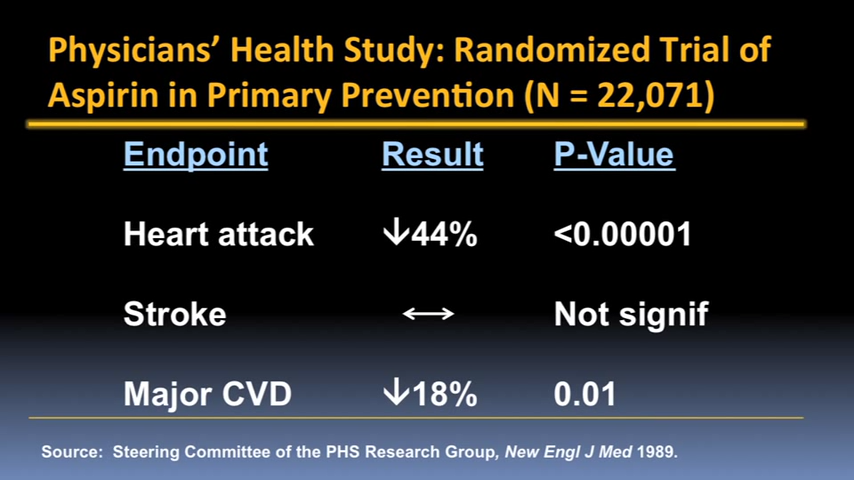 Physicians’ Health Study: Randomized Trial of
Aspirin in Primary Prevention (N = 22,071)
Endpoint Result P-Value
Heart attack ↓44% <0.00001
Stroke ↔ Not signif
Major CVD ↓18% 0.01
Source: Steering Committee of the PHS Research Group, New Engl J Med 1989.